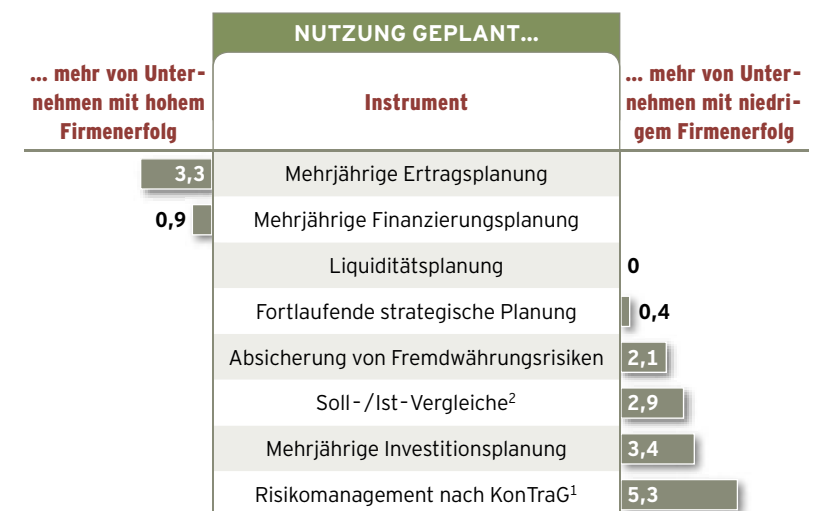 NUTZUNG GEPLANT...
... mehr von Unter-
nehmen mit hohem
Firmenerfolg
Instrument
... mehr von Unter-
nehmen mit niedri-
gem Firmenerfolg
3,3 Mehrjährige Ertragsplanung
0,9 Mehrjährige Finanzierungsplanung
Liquiditätsplanung 0
Fortlaufende strategische Planung 0,4
Absicherung von Fremdwährungsrisiken 2,1
Soll-/Ist-Vergleiche² 2,9
Mehrjährige Investitionsplanung 3,4
Risikomanagement nach KonTraG¹ 5,3